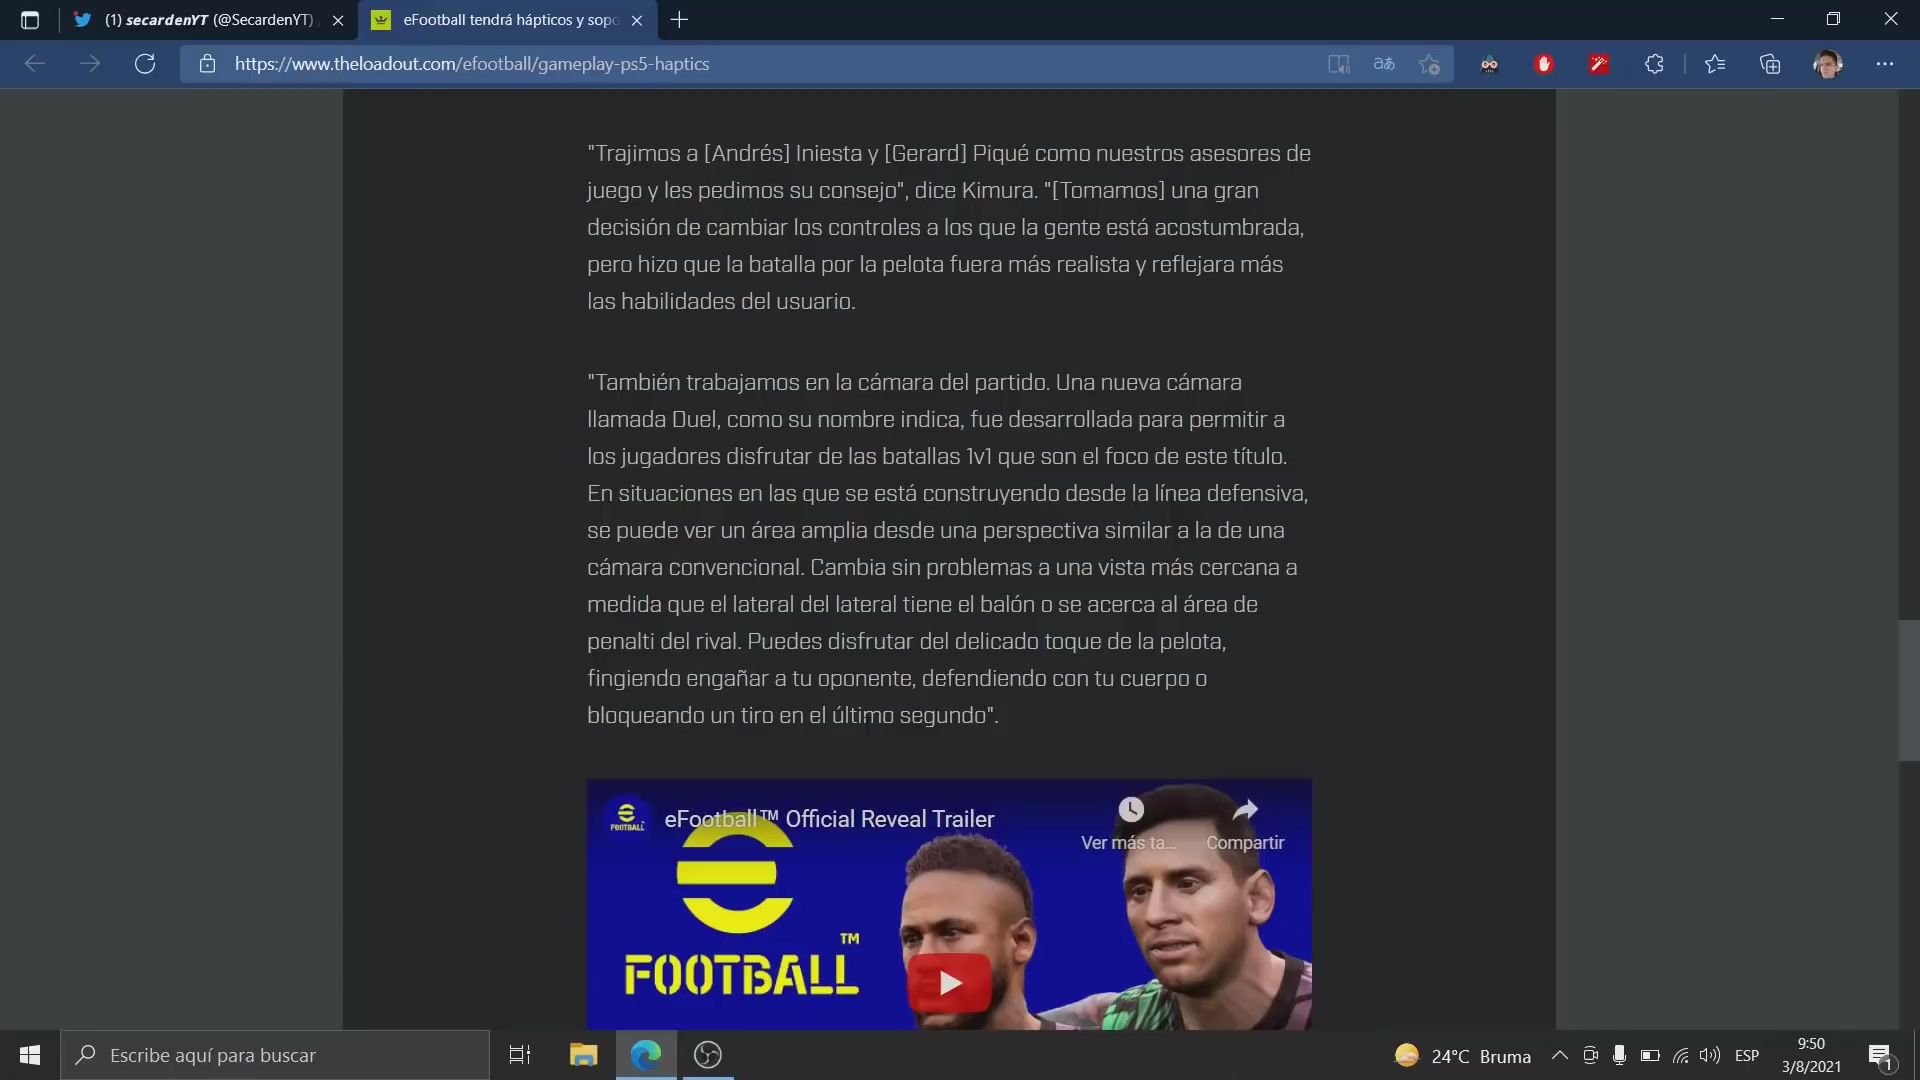 (1) secardenYT (@SecardenYT)
eFootball tendrá hápticos y sopo
https://www.theloadout.com/efootball/gameplay-ps5-haptics
"Trajimos a [Andrés] Iniesta y [Gerard] Piqué como nuestros asesores de
juego y les pedimos su consejo", dice Kimura. "[Tomamos] una gran
decisión de cambiar los controles a los que la gente está acostumbrada,
pero hizo que la batalla por la pelota fuera más realista y reflejara más
las habilidades del usuario.
"También trabajamos en la cámara del partido. Una nueva cámara
llamada Duel, como su nombre indica, fue desarrollada para permitir a
los jugadores disfrutar de las batallas 1v1 que son el foco de este título.
En situaciones en las que se está construyendo desde la línea defensiva,
se puede ver un área amplia desde una perspectiva similar a la de una
cámara convencional. Cambia sin problemas a una vista más cercana a
medida que el lateral del lateral tiene el balón o se acerca al área de
penalti del rival. Puedes disfrutar del delicado toque de la pelota,
fingiendo engañar a tu oponente, defendiendo con tu cuerpo o
bloqueando un tiro en el último segundo".
FOOTBALL
eFootball™ Official Reveal Trailer
Ver más ta...
Compartir
™
FOOTBALL
Escribe aquí para buscar
24°C Bruma
ESP
9:50
3/8/2021
1